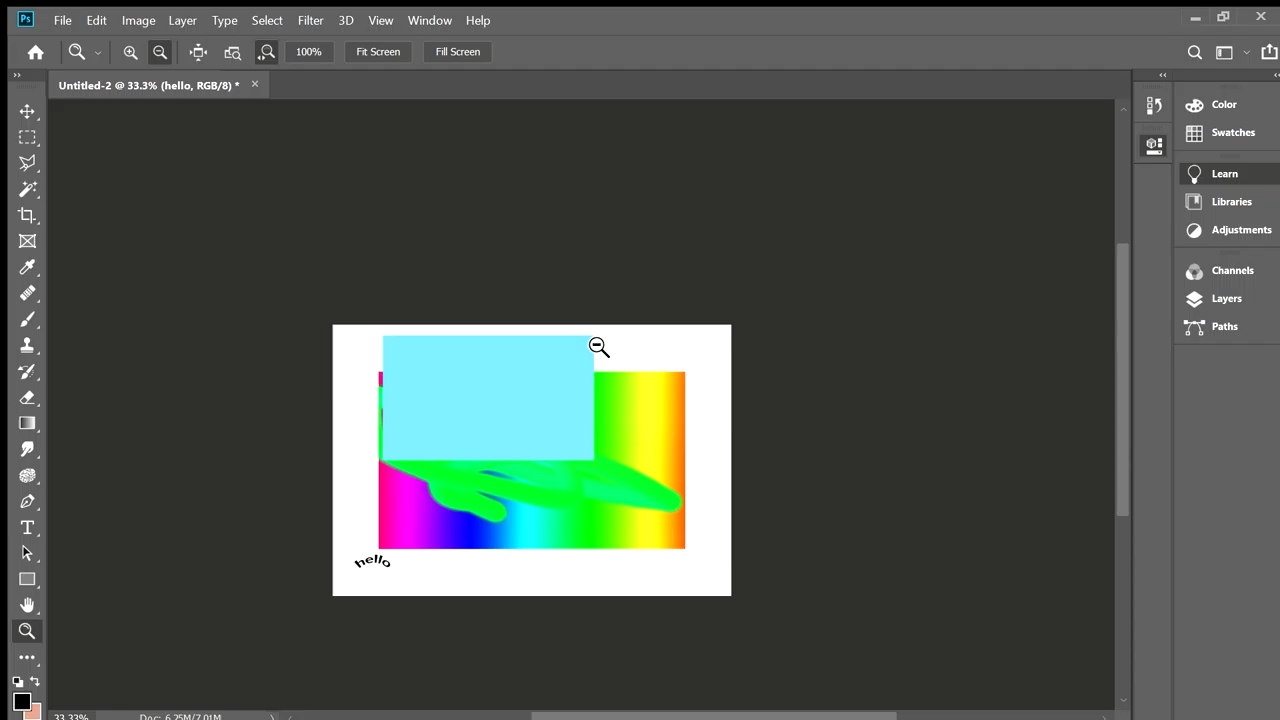 Ps File Edit Image Layer Type Select Filter 3D View Window Help
100% Fit Screen Fill Screen
Untitled-2 @ 33.3% (hello, RGB/8) *
Color
Swatches
Learn
Libraries
Adjustments
Channels
Layers
Paths
hello
T
33.33% Doc: 6.25M/7.01M